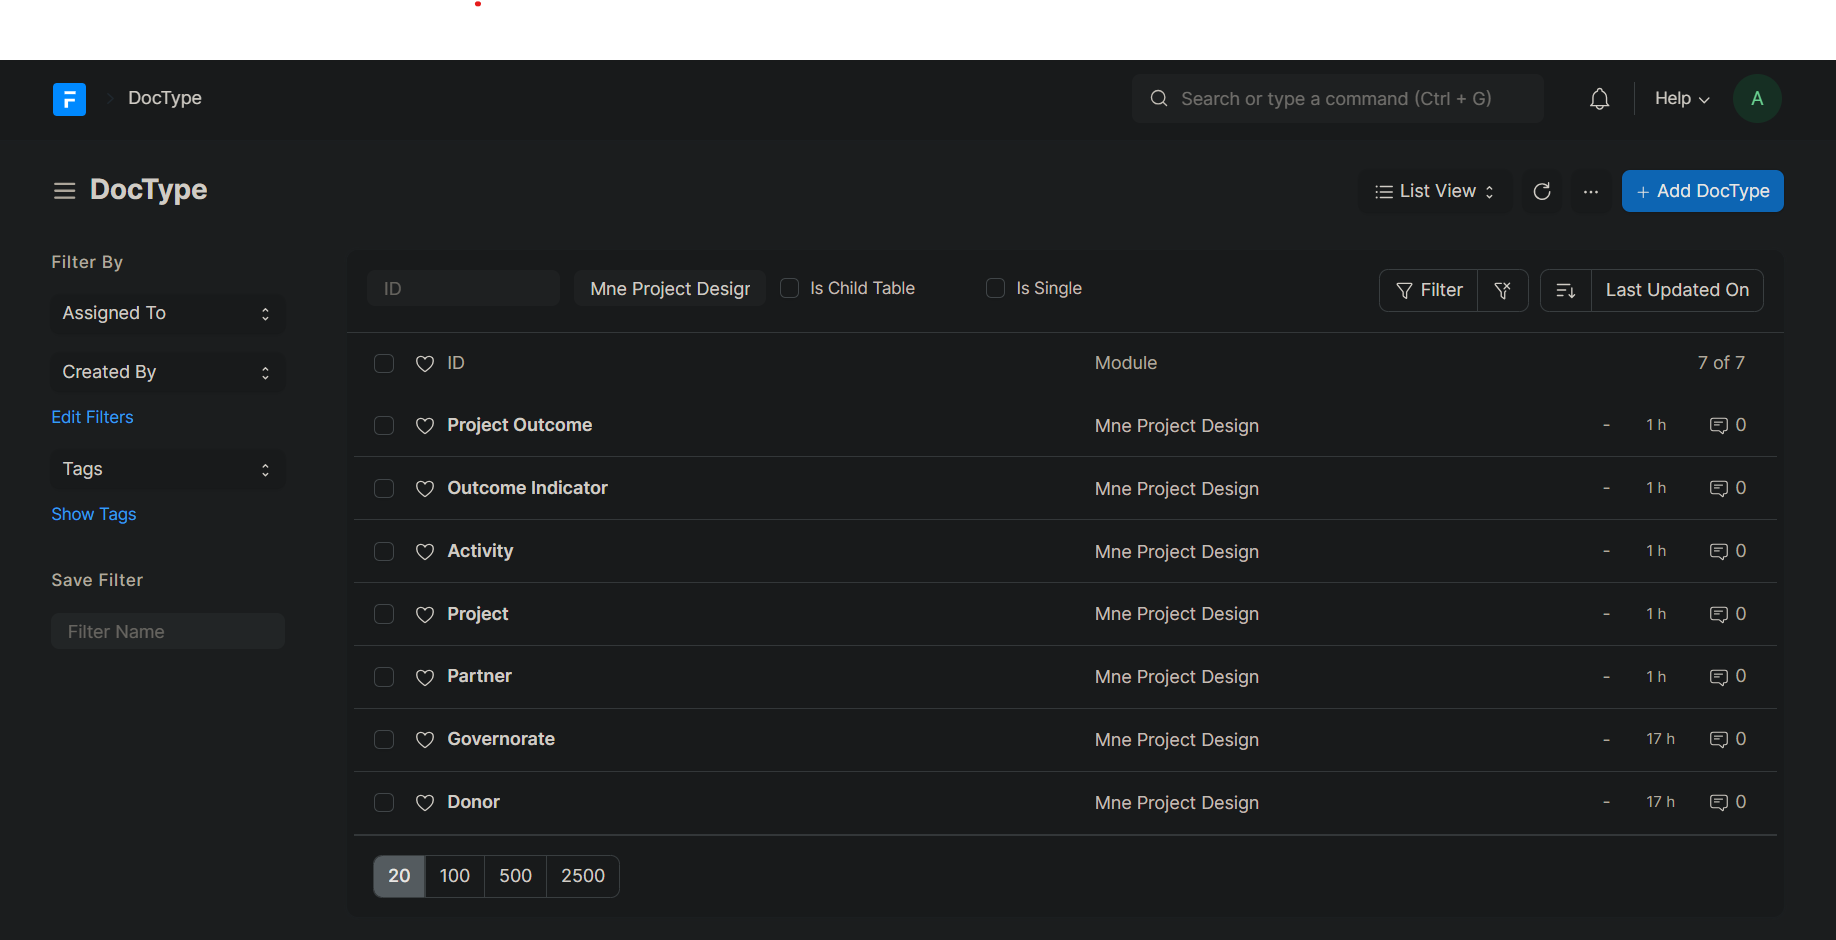 DocType
Search or type a command (Ctrl + G)
Help
A
DocType
List View
+ Add DocType
Filter By
Assigned To
Created By
Edit Filters
Tags
Show Tags
Save Filter
Filter Name
ID
Mne Project Design
Is Child Table
Is Single
Filter
Last Updated On
ID Module 7 of 7
Project Outcome Mne Project Design - 1 h 0
Outcome Indicator Mne Project Design - 1 h 0
Activity Mne Project Design - 1 h 0
Project Mne Project Design - 1 h 0
Partner Mne Project Design - 1 h 0
Governorate Mne Project Design - 17 h 0
Donor Mne Project Design - 17 h 0
20 100 500 2500